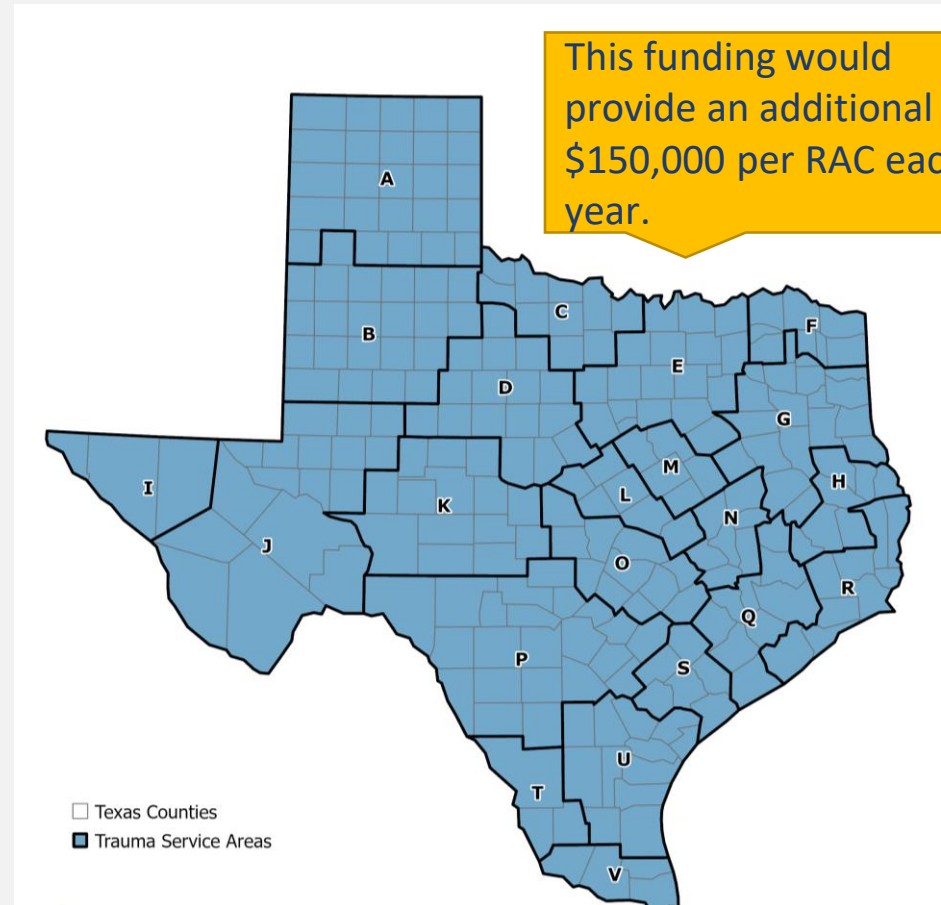 This funding would
provide an additional
$150,000 per RAC
year.
A
B
C
D
E
F
G
H
I
J
K
L
M
N
O
P
Q
R
S
T
U
V
Texas Counties
Trauma Service Areas